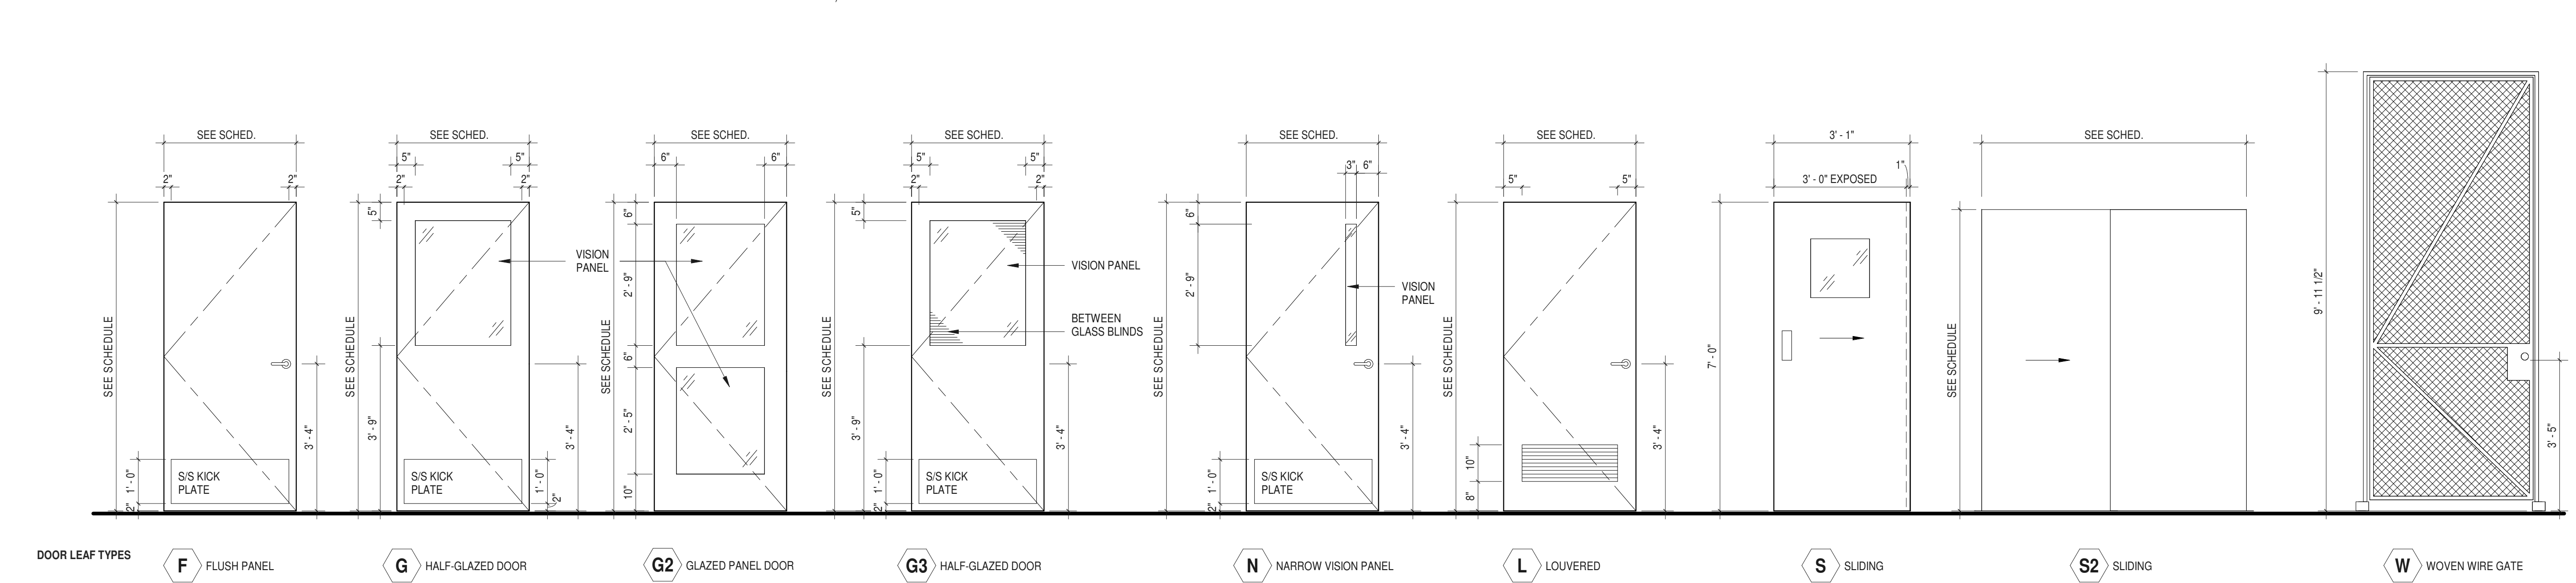 SEE SCHED.
2"
2"
SEE SCHEDULE
3' - 4"
1' - 0"
2"
S/S KICK
PLATE
SEE SCHED.
5"
5"
2"
2"
5"
SEE SCHEDULE
3' - 9"
3' - 4"
1' - 0"
2"
S/S KICK
PLATE
VISION
PANEL
SEE SCHED.
6"
6"
6"
2' - 9"
SEE SCHEDULE
6"
2' - 5"
10"
SEE SCHED.
5"
5"
2"
2"
5"
SEE SCHEDULE
3' - 9"
1' - 0"
2"
S/S KICK
PLATE
VISION PANEL
BETWEEN
GLASS BLINDS
3' - 4"
SEE SCHED.
3"
6"
6"
2' - 9"
SEE SCHEDULE
1' - 0"
2"
S/S KICK
PLATE
VISION
PANEL
3' - 4"
SEE SCHED.
5"
5"
SEE SCHEDULE
10"
8"
3' - 4"
3' - 1"
1"
3' - 0" EXPOSED
7' - 0"
SEE SCHED.
SEE SCHEDULE
9' - 11 1/2"
3' - 5"
DOOR LEAF TYPES
F FLUSH PANEL
G HALF-GLAZED DOOR
G2 GLAZED PANEL DOOR
G3 HALF-GLAZED DOOR
N NARROW VISION PANEL
L LOUVERED
S SLIDING
S2 SLIDING
W WOVEN WIRE GATE